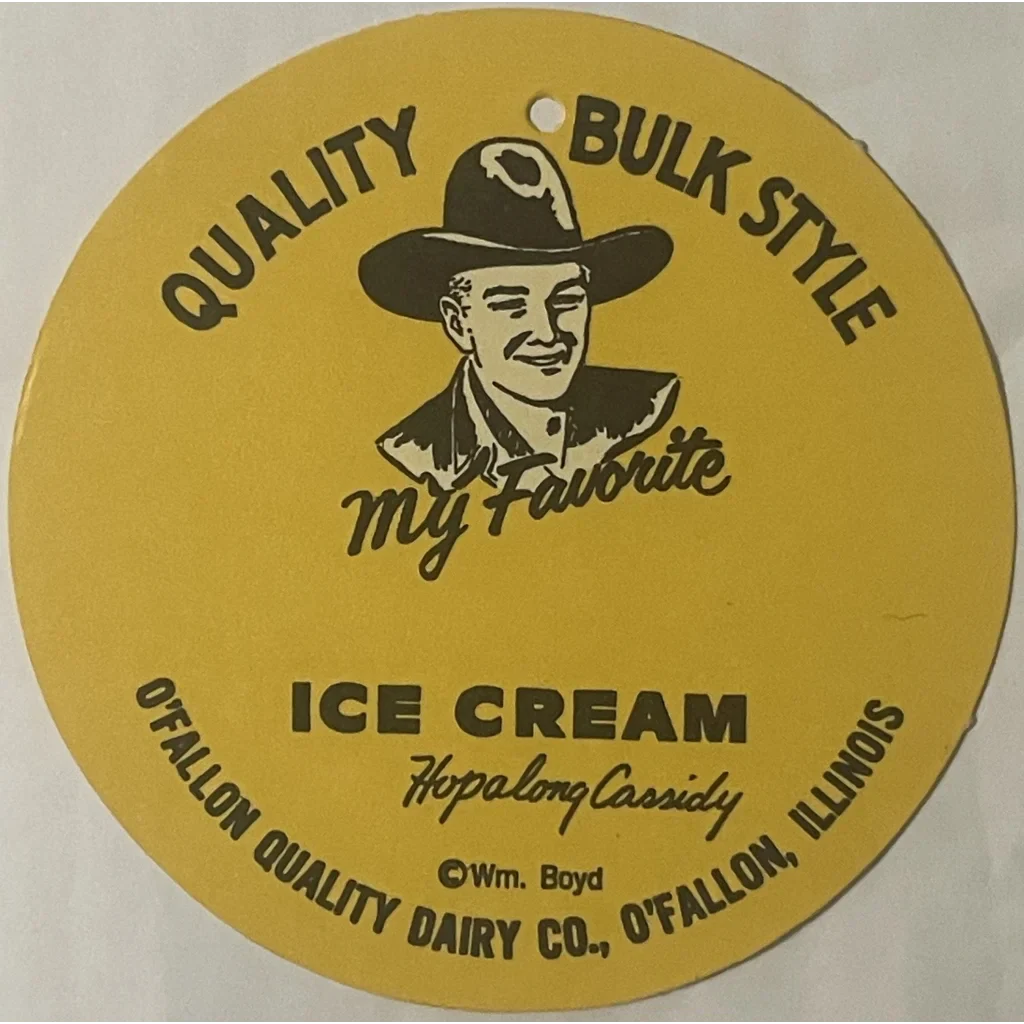 QUALITY BULK STYLE
My Favorite
ICE CREAM
Hopalong Cassidy
©Wm. Boyd
O'FALLON QUALITY DAIRY CO., O'FALLON, ILLINOIS